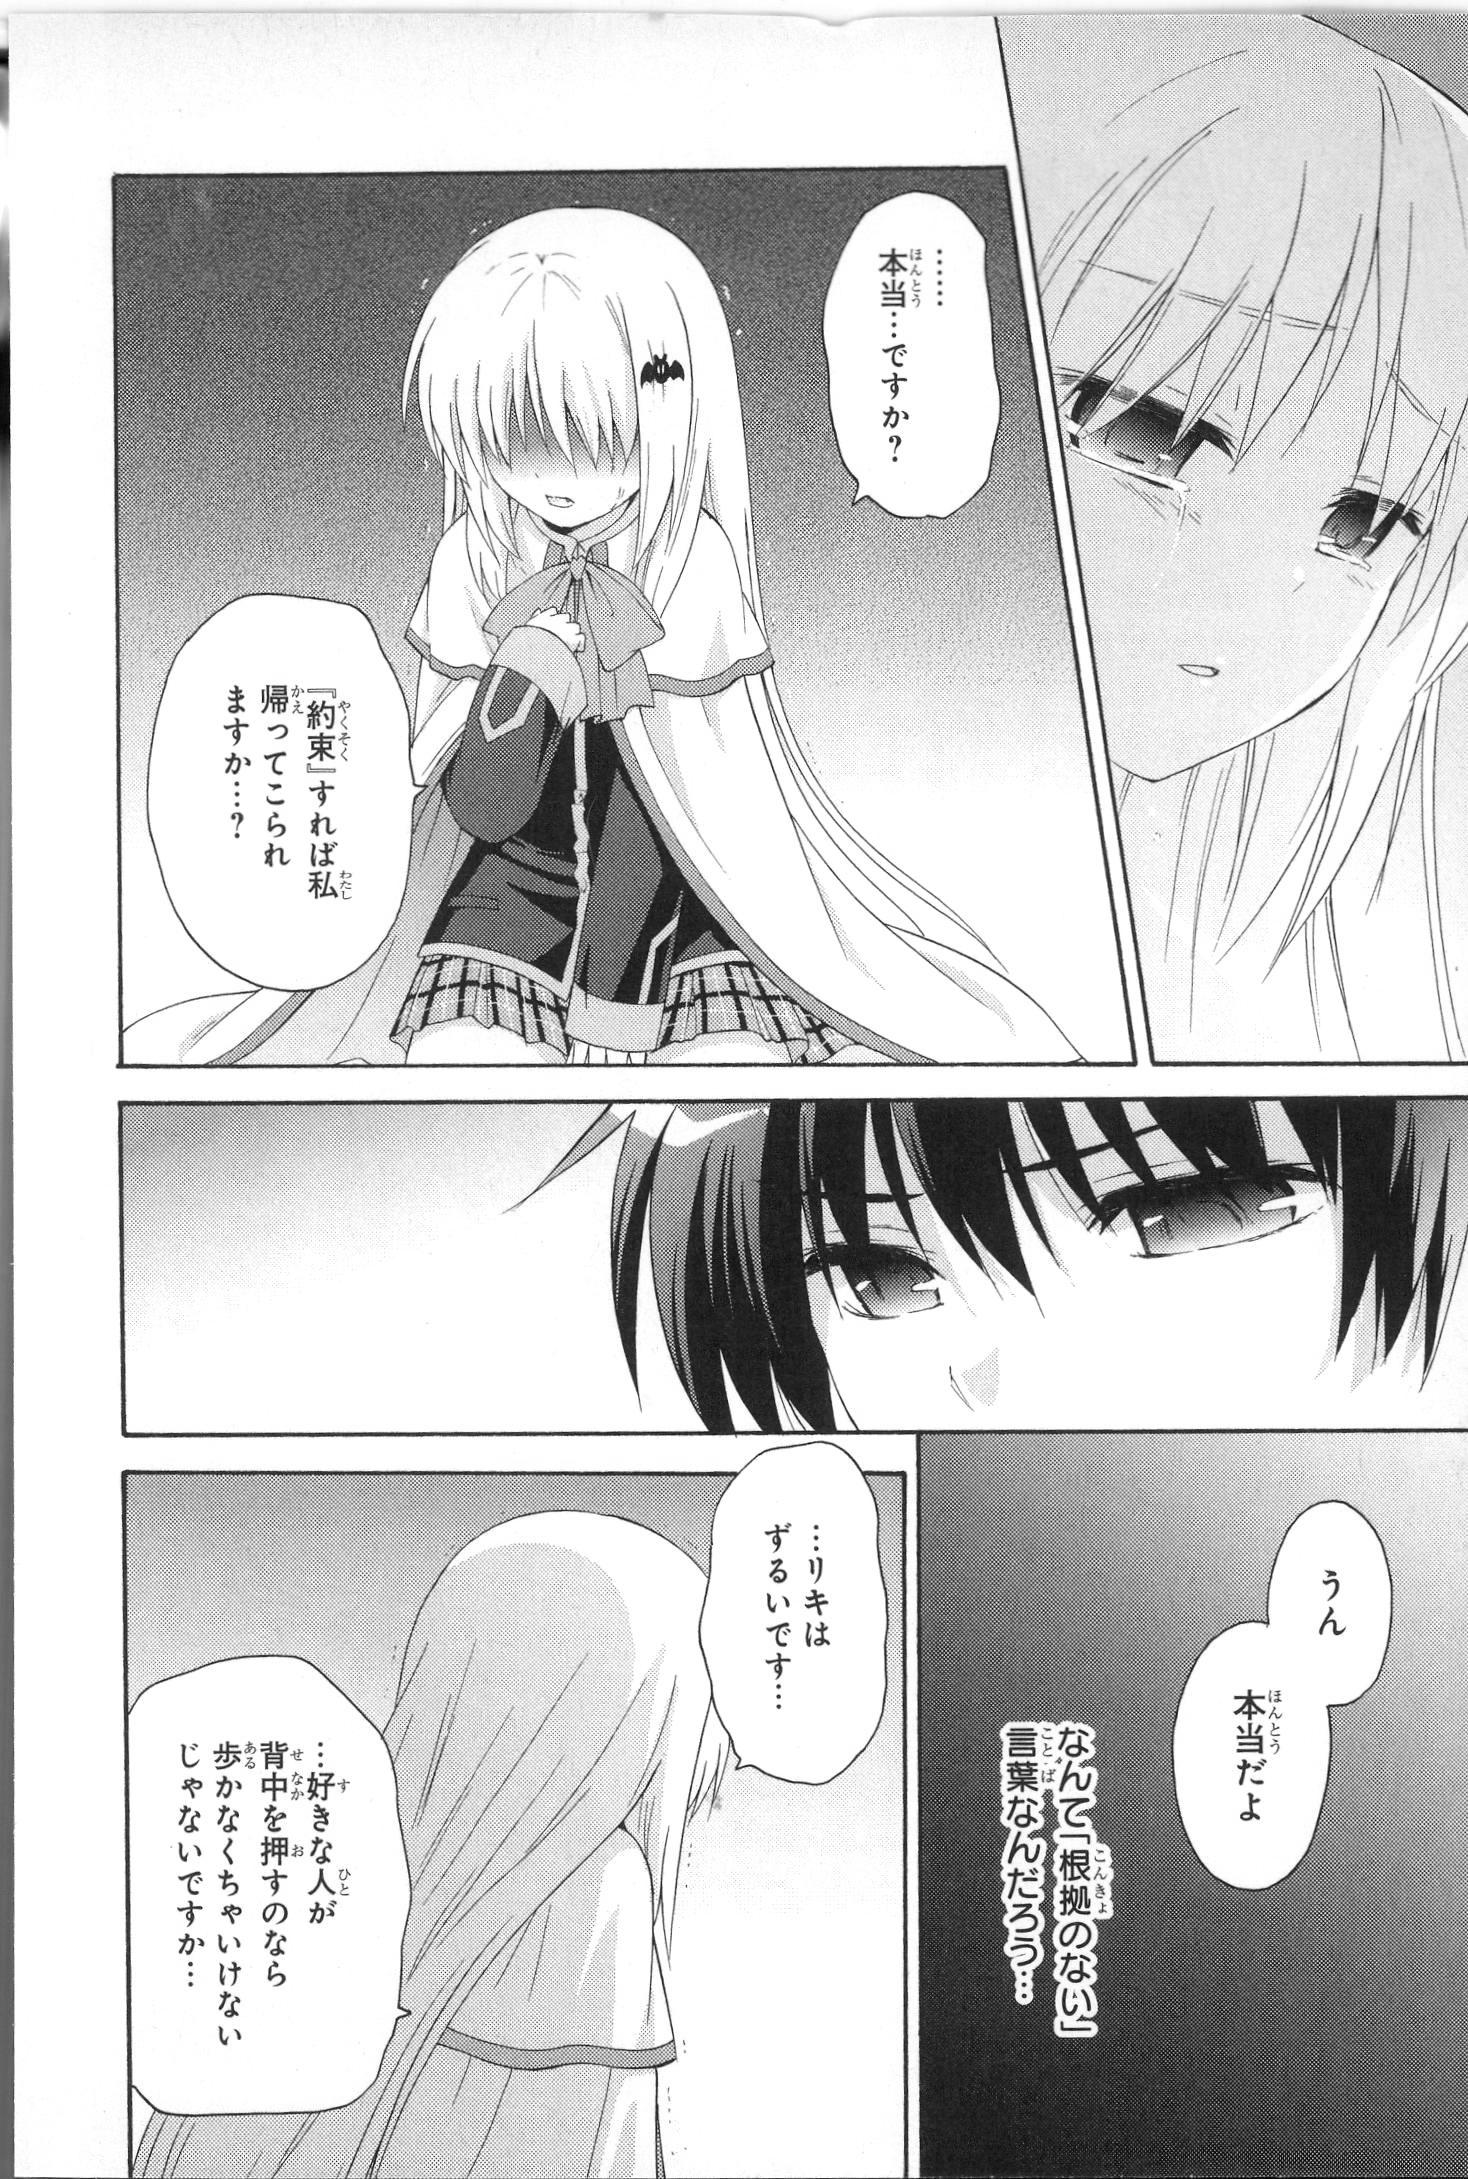 ……
本当…ですか？
『約束』すれば私
帰ってこられ
ますか…？
うん
本当だよ
なんて「根拠のない」
言葉なんだろう…
…リキは
ずるいです…
…好きな人が
背中を押すのなら
歩かなくちゃいけない
じゃないですか…